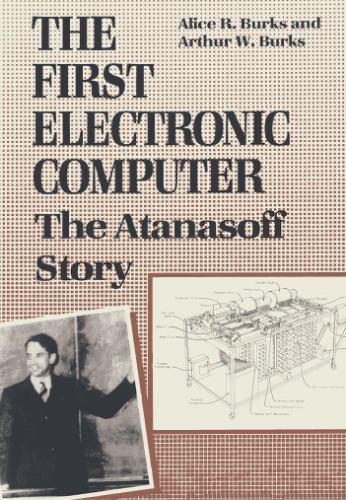 THE
FIRST
ELECTRONIC
COMPUTER
The Atanasoff
Story
Alice R. Burks and
Arthur W. Burks